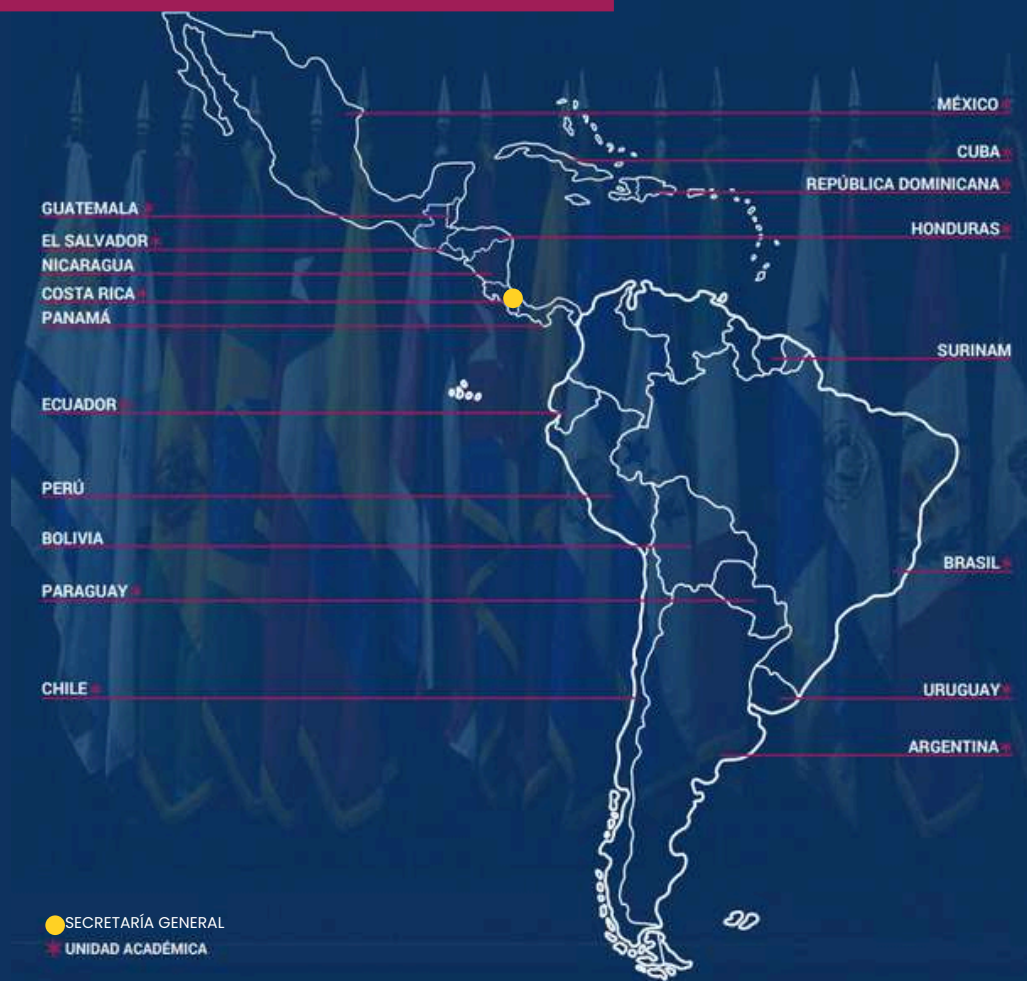 MÉXICO*
CUBA*
REPÚBLICA DOMINICANA*
HONDURAS*
GUATEMALA*
EL SALVADOR*
NICARAGUA
COSTA RICA*
PANAMÁ
SURINAM
ECUADOR*
PERÚ
BOLIVIA
BRASIL*
PARAGUAY*
CHILE*
URUGUAY*
ARGENTINA*
SECRETARÍA GENERAL
* UNIDAD ACADÉMICA